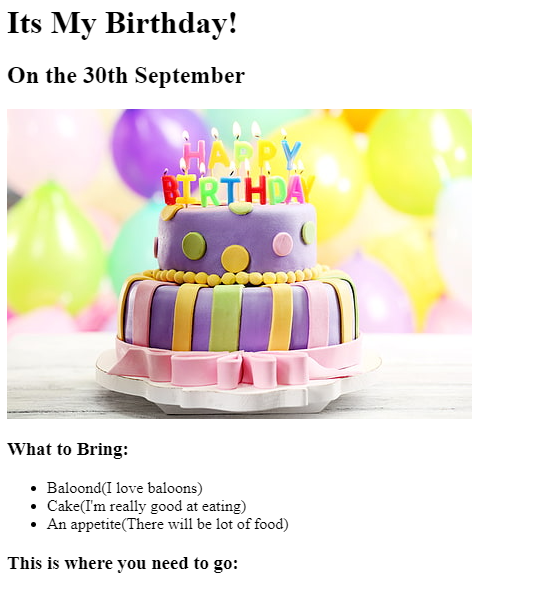 Its My Birthday!
On the 30th September
HAPPY
BIRTHDAY
What to Bring:
Baloond(I love baloons)
Cake(I'm really good at eating)
An appetite(There will be lot of food)
This is where you need to go: